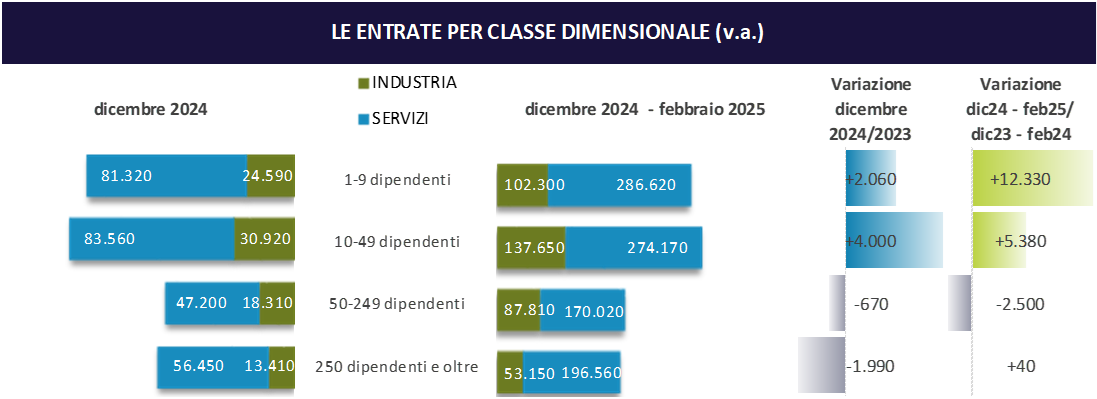 LE ENTRATE PER CLASSE DIMENSIONALE (v.a.)
dicembre 2024
INDUSTRIA
SERVIZI
dicembre 2024 - febbraio 2025
Variazione
dicembre
2024/2023
Variazione
dic24 - feb25/
dic23 - feb24
81.320 24.590 1-9 dipendenti 102.300 286.620 +2.060 +12.330
83.560 30.920 10-49 dipendenti 137.650 274.170 +4.000 +5.380
47.200 18.310 50-249 dipendenti 87.810 170.020 -670 -2.500
56.450 13.410 250 dipendenti e oltre 53.150 196.560 -1.990 +40